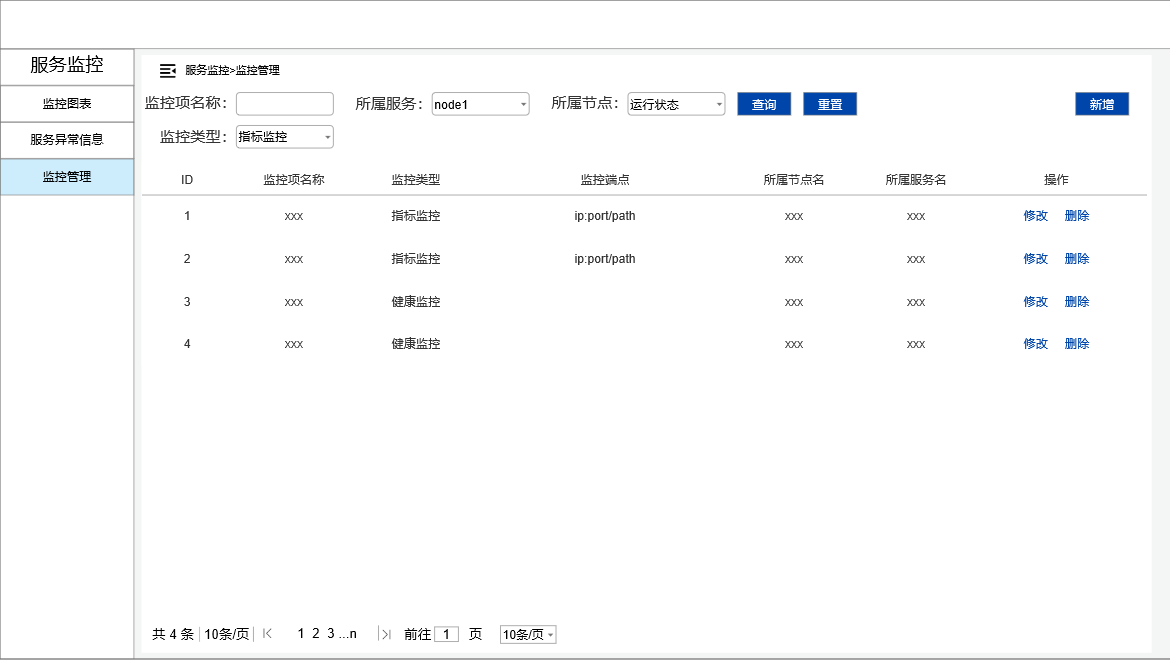 服务监控
监控图表
服务异常信息
监控管理
服务监控>监控管理
监控项名称： 所属服务： node1 所属节点： 运行状态 查询 重置 新增
监控类型： 指标监控
ID 监控项名称 监控类型 监控端点 所属节点名 所属服务名 操作
1 xxx 指标监控 ip:port/path xxx xxx 修改 删除
2 xxx 指标监控 ip:port/path xxx xxx 修改 删除
3 xxx 健康监控 xxx xxx 修改 删除
4 xxx 健康监控 xxx xxx 修改 删除
共 4 条 10条/页 1 2 3 ...n 前往 1 页 10条/页